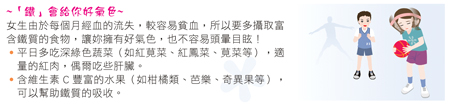 ~「鐵」會給你好氣色~
女生由於每個月經血的流失，較容易貧血，所以要多攝取富
含鐵質的食物，讓妳擁有好氣色，也不容易頭暈目眩！
• 平日多吃深綠色蔬菜（如紅莧菜、紅鳳菜、莧菜等），適
量的紅肉，偶爾吃些肝臟。
• 含維生素 C 豐富的水果（如柑橘類、芭樂、奇異果等），
可以幫助鐵質的吸收。